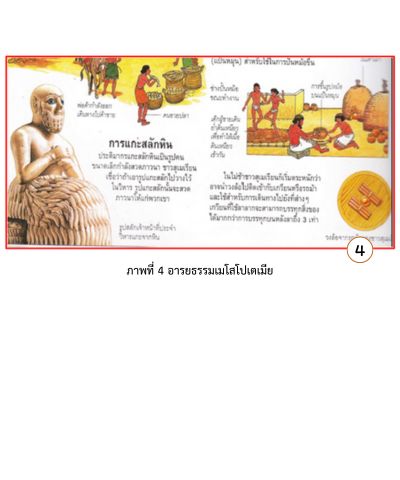 (แป้นหมุน) สำหรับใช้ในการปั้นหม้อขึ้น
พ่อค้ากำลังออก
เดินทางไปค้าขาย
คนขายปลา
ช่างปั้นหม้อ
ขณะทำงาน
การขึ้นรูปหม้อ
บนแป้นหมุน
เด็กผู้ชายเดิน
ย่ำดินเหนียว
เพื่อทำให้เนื้อ
ดินเหนียว
เข้ากัน
การแกะสลักหิน
ประติมากรแกะสลักหินเป็นรูปคน
ขนาดเล็กกำลังสวดภาวนา ชาวสุเมเรียน
เชื่อว่าถ้าเอารูปแกะสลักไปวางไว้
ในวิหาร รูปแกะสลักนั้นจะสวด
ภาวนาให้แก่พวกเขา
รูปสลักเจ้าหน้าที่ประจำ
วิหารแกะจากหิน
ในไม่ช้าชาวสุเมเรียนก็เริ่มตระหนักว่า
อาจนำวงล้อไปติดเข้ากับเกวียนหรือรถม้า
และใช้สำหรับการเดินทางไปยังที่ต่างๆ
เกวียนที่ใช้ลาลากจะสามารถบรรทุกสิ่งของ
ได้มากกว่าการบรรทุกบนหลังลาถึง 3 เท่า
4
ภาพที่ 4 อารยธรรมเมโสโปเตเมีย